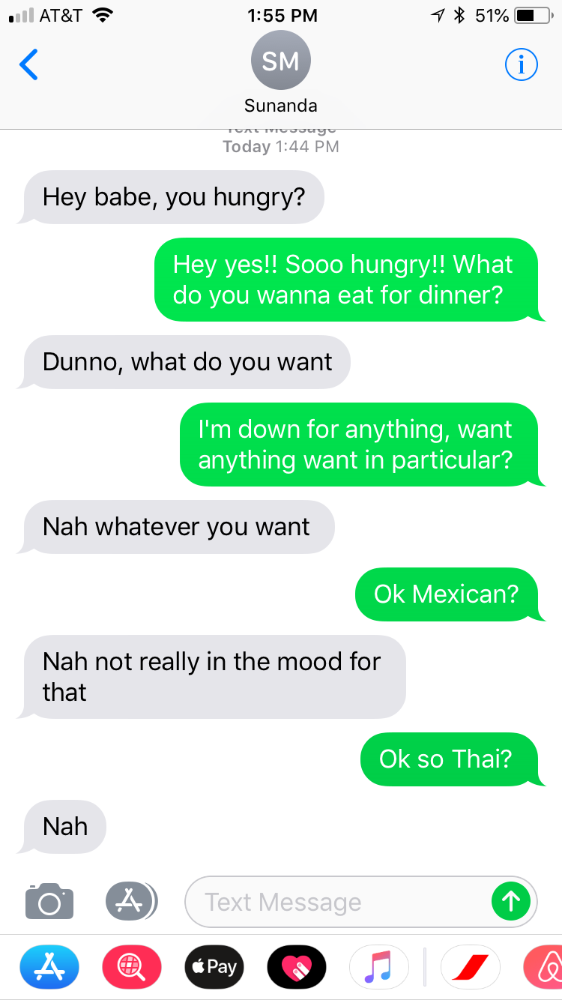 AT&T 1:55 PM 51%
SM
Sunanda
Text Message
Today 1:44 PM
Hey babe, you hungry?
Hey yes!! Sooo hungry!! What
do you wanna eat for dinner?
Dunno, what do you want
I'm down for anything, want
anything want in particular?
Nah whatever you want
Ok Mexican?
Nah not really in the mood for
that
Ok so Thai?
Nah
Text Message
Pay